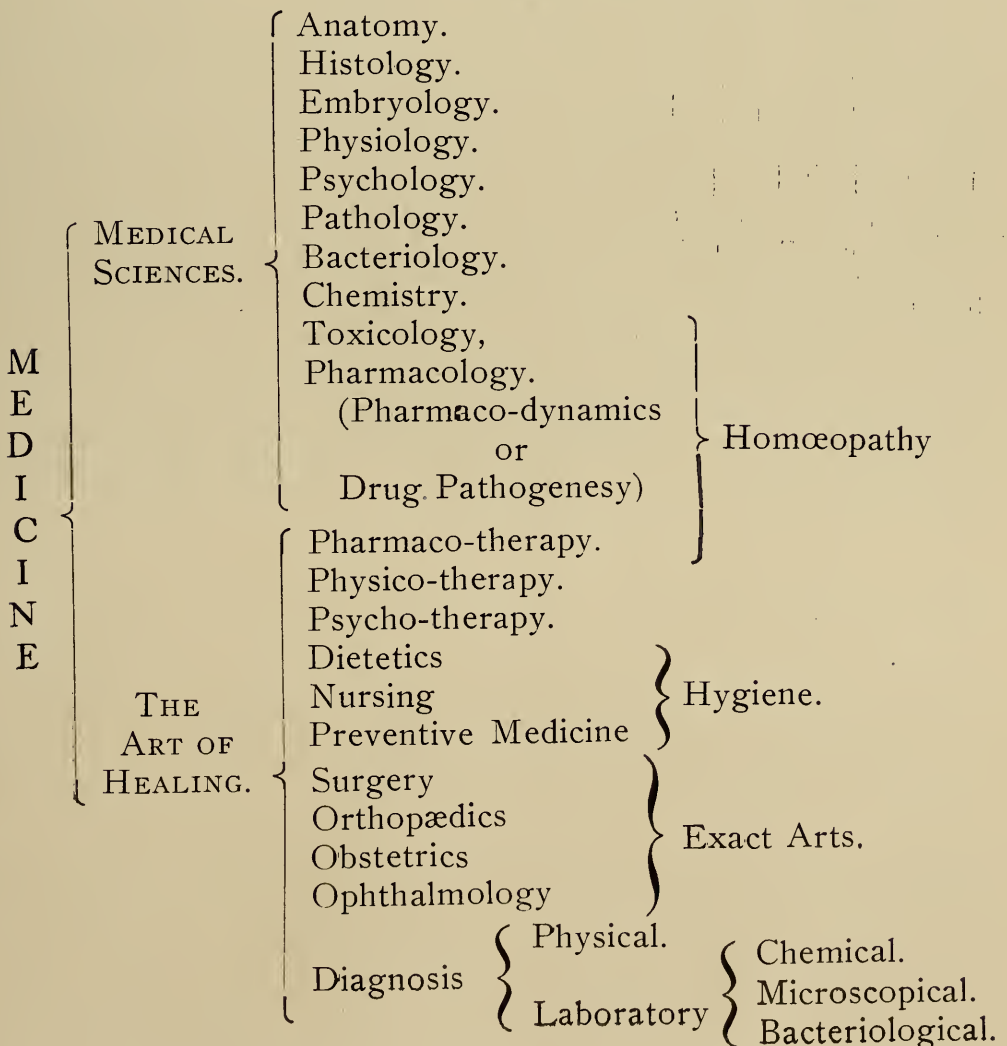 MEDICINE
MEDICAL
SCIENCES.
Anatomy.
Histology.
Embryology.
Physiology.
Psychology.
Pathology.
Bacteriology.
Chemistry.
Toxicology,
Pharmacology.
(Pharmaco-dynamics
or
Drug. Pathogenesy)
Homœopathy
THE
ART OF
HEALING.
Pharmaco-therapy.
Physico-therapy.
Psycho-therapy.
Dietetics
Nursing
Preventive Medicine
Hygiene.
Surgery
Orthopædics
Obstetrics
Ophthalmology
Exact Arts.
Diagnosis
Physical.
Laboratory
Chemical.
Microscopical.
Bacteriological.